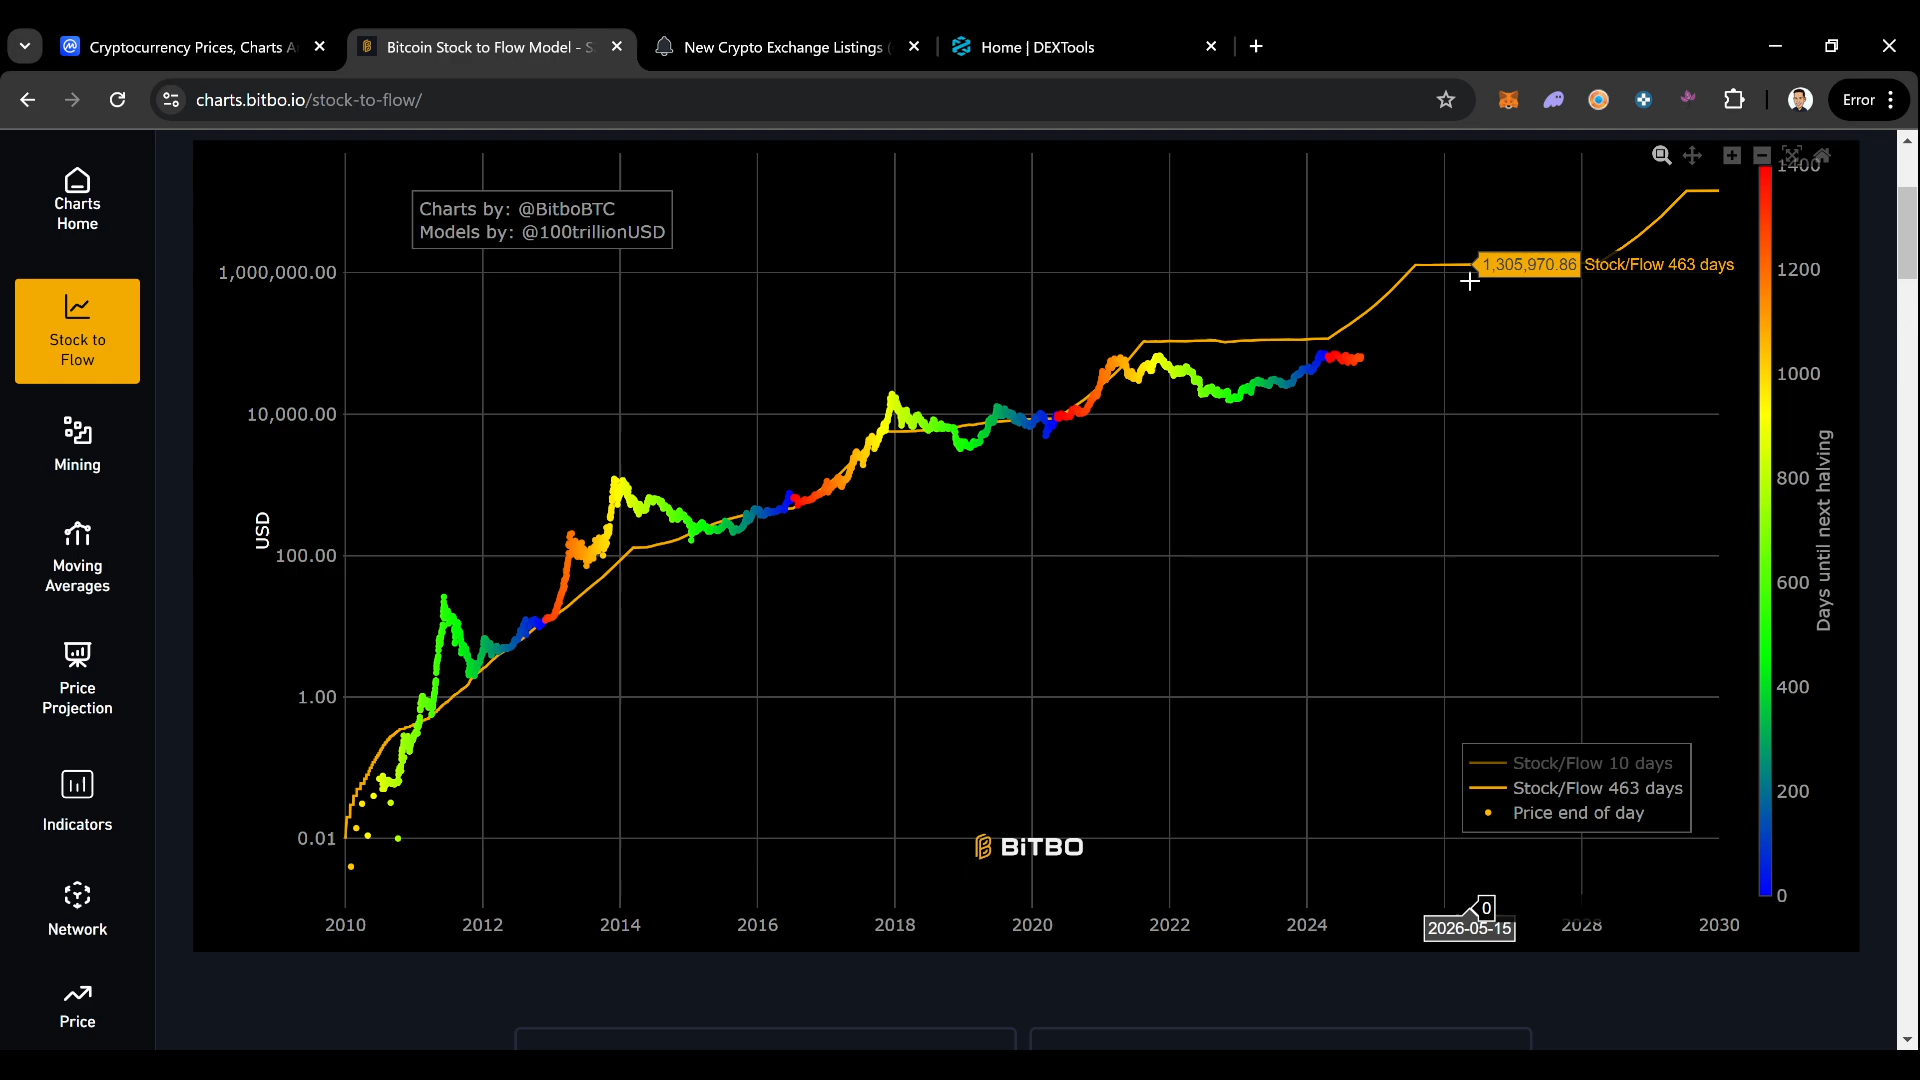 Cryptocurrency Prices, Charts A
Bitcoin Stock to Flow Model - S
New Crypto Exchange Listings (
Home | DEXTools
charts.bitbo.io/stock-to-flow/
Error
Charts
Home
Stock to
Flow
Mining
Moving
Averages
Price
Projection
Indicators
Network
Price
Charts by: @BitboBTC
Models by: @100trillionUSD
1,000,000.00
10,000.00
100.00
1.00
0.01
USD
1,305,970.86 Stock/Flow 463 days
Stock/Flow 10 days
Stock/Flow 463 days
Price end of day
BiTBO
0
2026-05-15
2010
2012
2014
2016
2018
2020
2022
2024
2028
2030
1400
1200
1000
800
600
400
200
0
Days until next halving